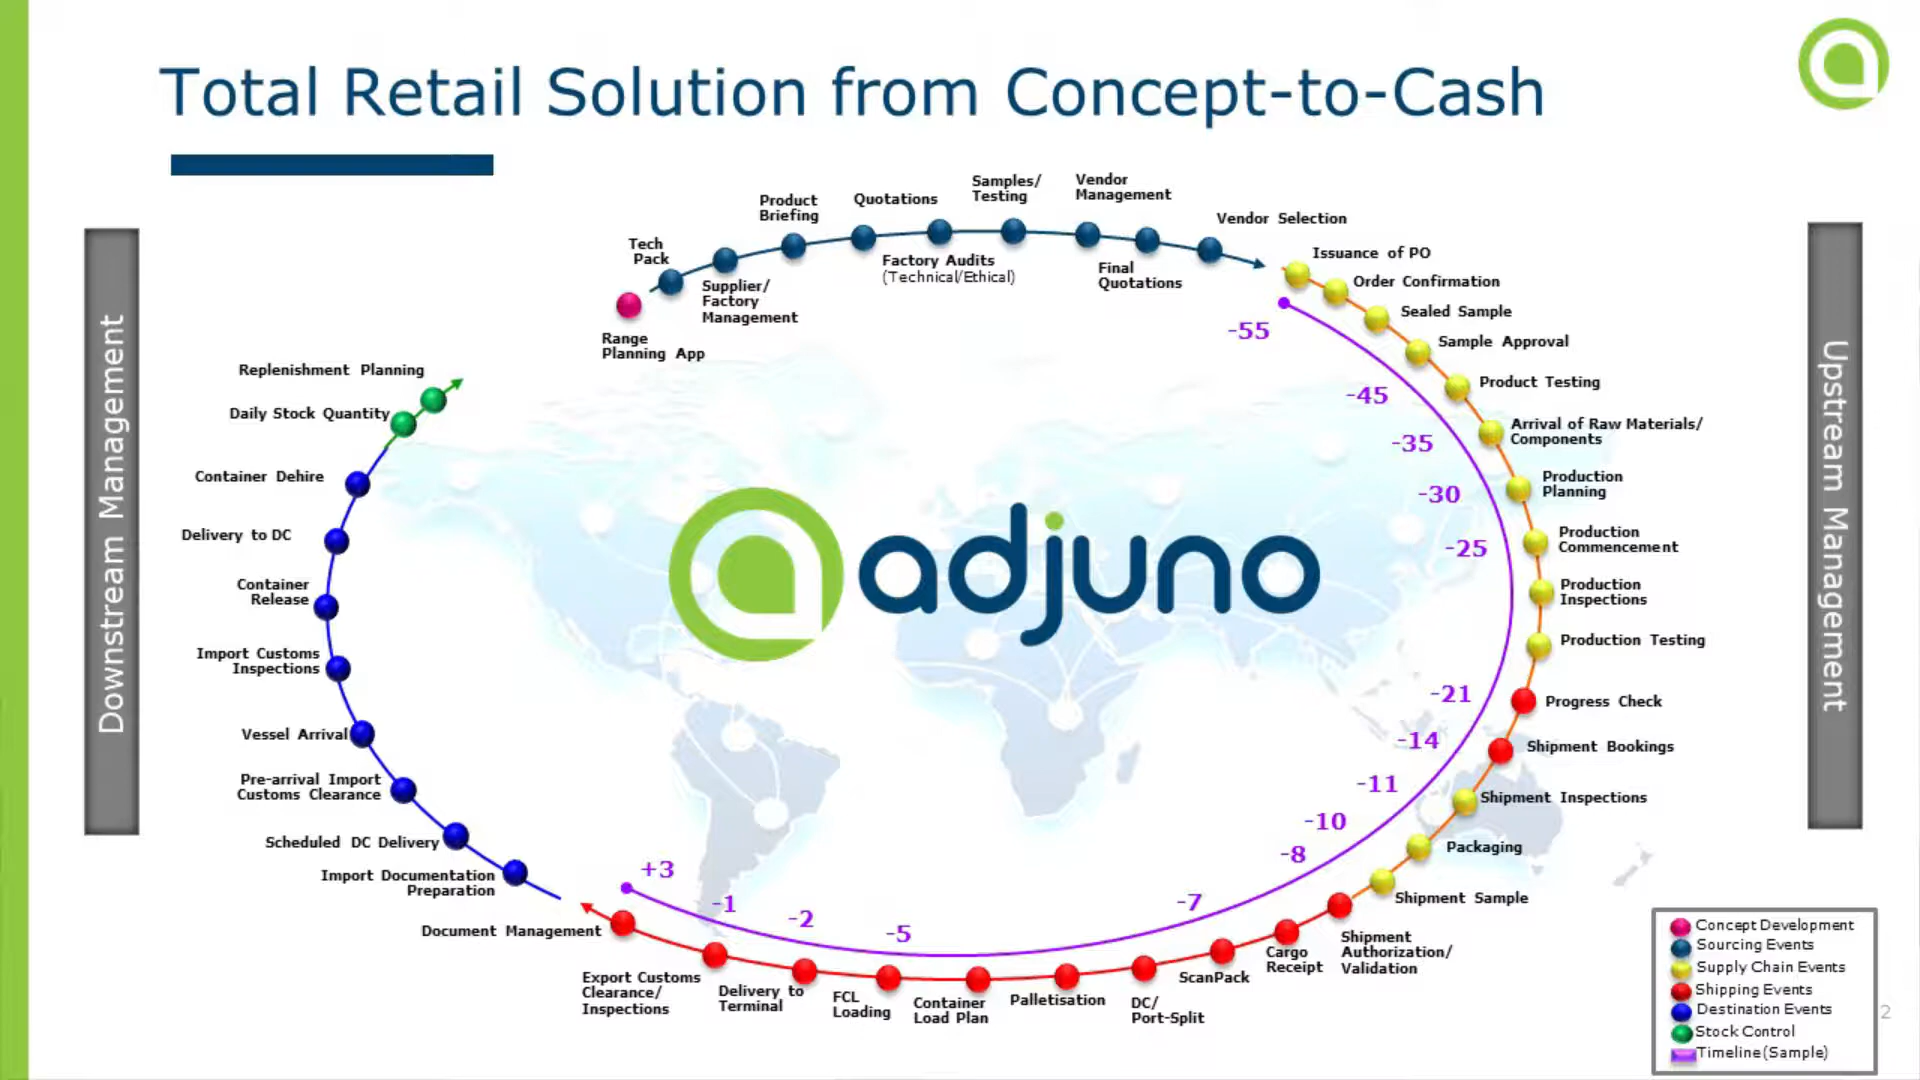 Total Retail Solution from Concept-to-Cash
Downstream Management
Upstream Management
Range
Planning App
Tech
Pack
Supplier/
Factory
Management
Product
Briefing
Quotations
Factory Audits
(Technical/Ethical)
Samples/
Testing
Vendor
Management
Final
Quotations
Vendor Selection
Issuance of PO
Order Confirmation
Sealed Sample
Sample Approval
Product Testing
Arrival of Raw Materials/
Components
Production
Planning
Production
Commencement
Production
Inspections
Production Testing
Progress Check
Shipment Bookings
Shipment Inspections
Packaging
Shipment Sample
Shipment
Authorization/
Validation
Cargo
Receipt
ScanPack
DC/
Port-Split
Palletisation
Container
Load Plan
FCL
Loading
Delivery to
Terminal
Export Customs
Clearance/
Inspections
Document Management
Import Documentation
Preparation
Scheduled DC Delivery
Pre-arrival Import
Customs Clearance
Vessel Arrival
Import Customs
Inspections
Container
Release
Delivery to DC
Container Dehire
Daily Stock Quantity
Replenishment Planning
-55
-45
-35
-30
-25
-21
-14
-11
-10
-8
-7
-5
-2
-1
+3
adjuno
Concept Development
Sourcing Events
Supply Chain Events
Shipping Events
Destination Events
Stock Control
Timeline(Sample)
2